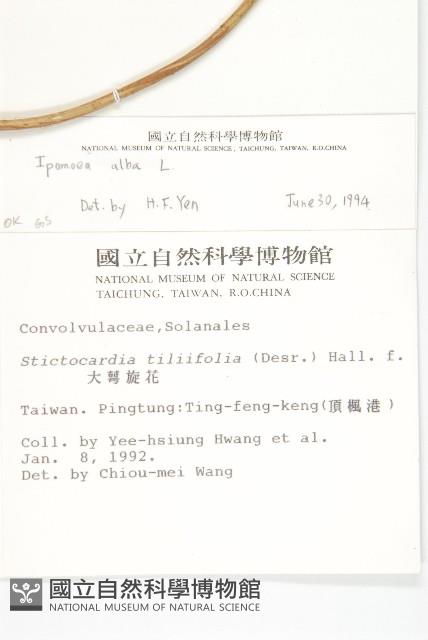 國立自然科學博物館
NATIONAL MUSEUM OF NATURAL SCIENCE, TAICHUNG, TAIWAN, R.O.CHINA
Ipomoea alba L.
Det. by H. F. Yen June 30, 1994
OK GS
國立自然科學博物館
NATIONAL MUSEUM OF NATURAL SCIENCE
TAICHUNG, TAIWAN, R.O.CHINA
Convolvulaceae,Solanales
Stictocardia tiliifolia (Desr.) Hall. f.
大萼旋花
Taiwan. Pingtung:Ting-feng-keng(頂楓港)
Coll. by Yee-hsiung Hwang et al.
Jan. 8, 1992.
Det. by Chiou-mei Wang
國立自然科學博物館
NATIONAL MUSEUM OF NATURAL SCIENCE